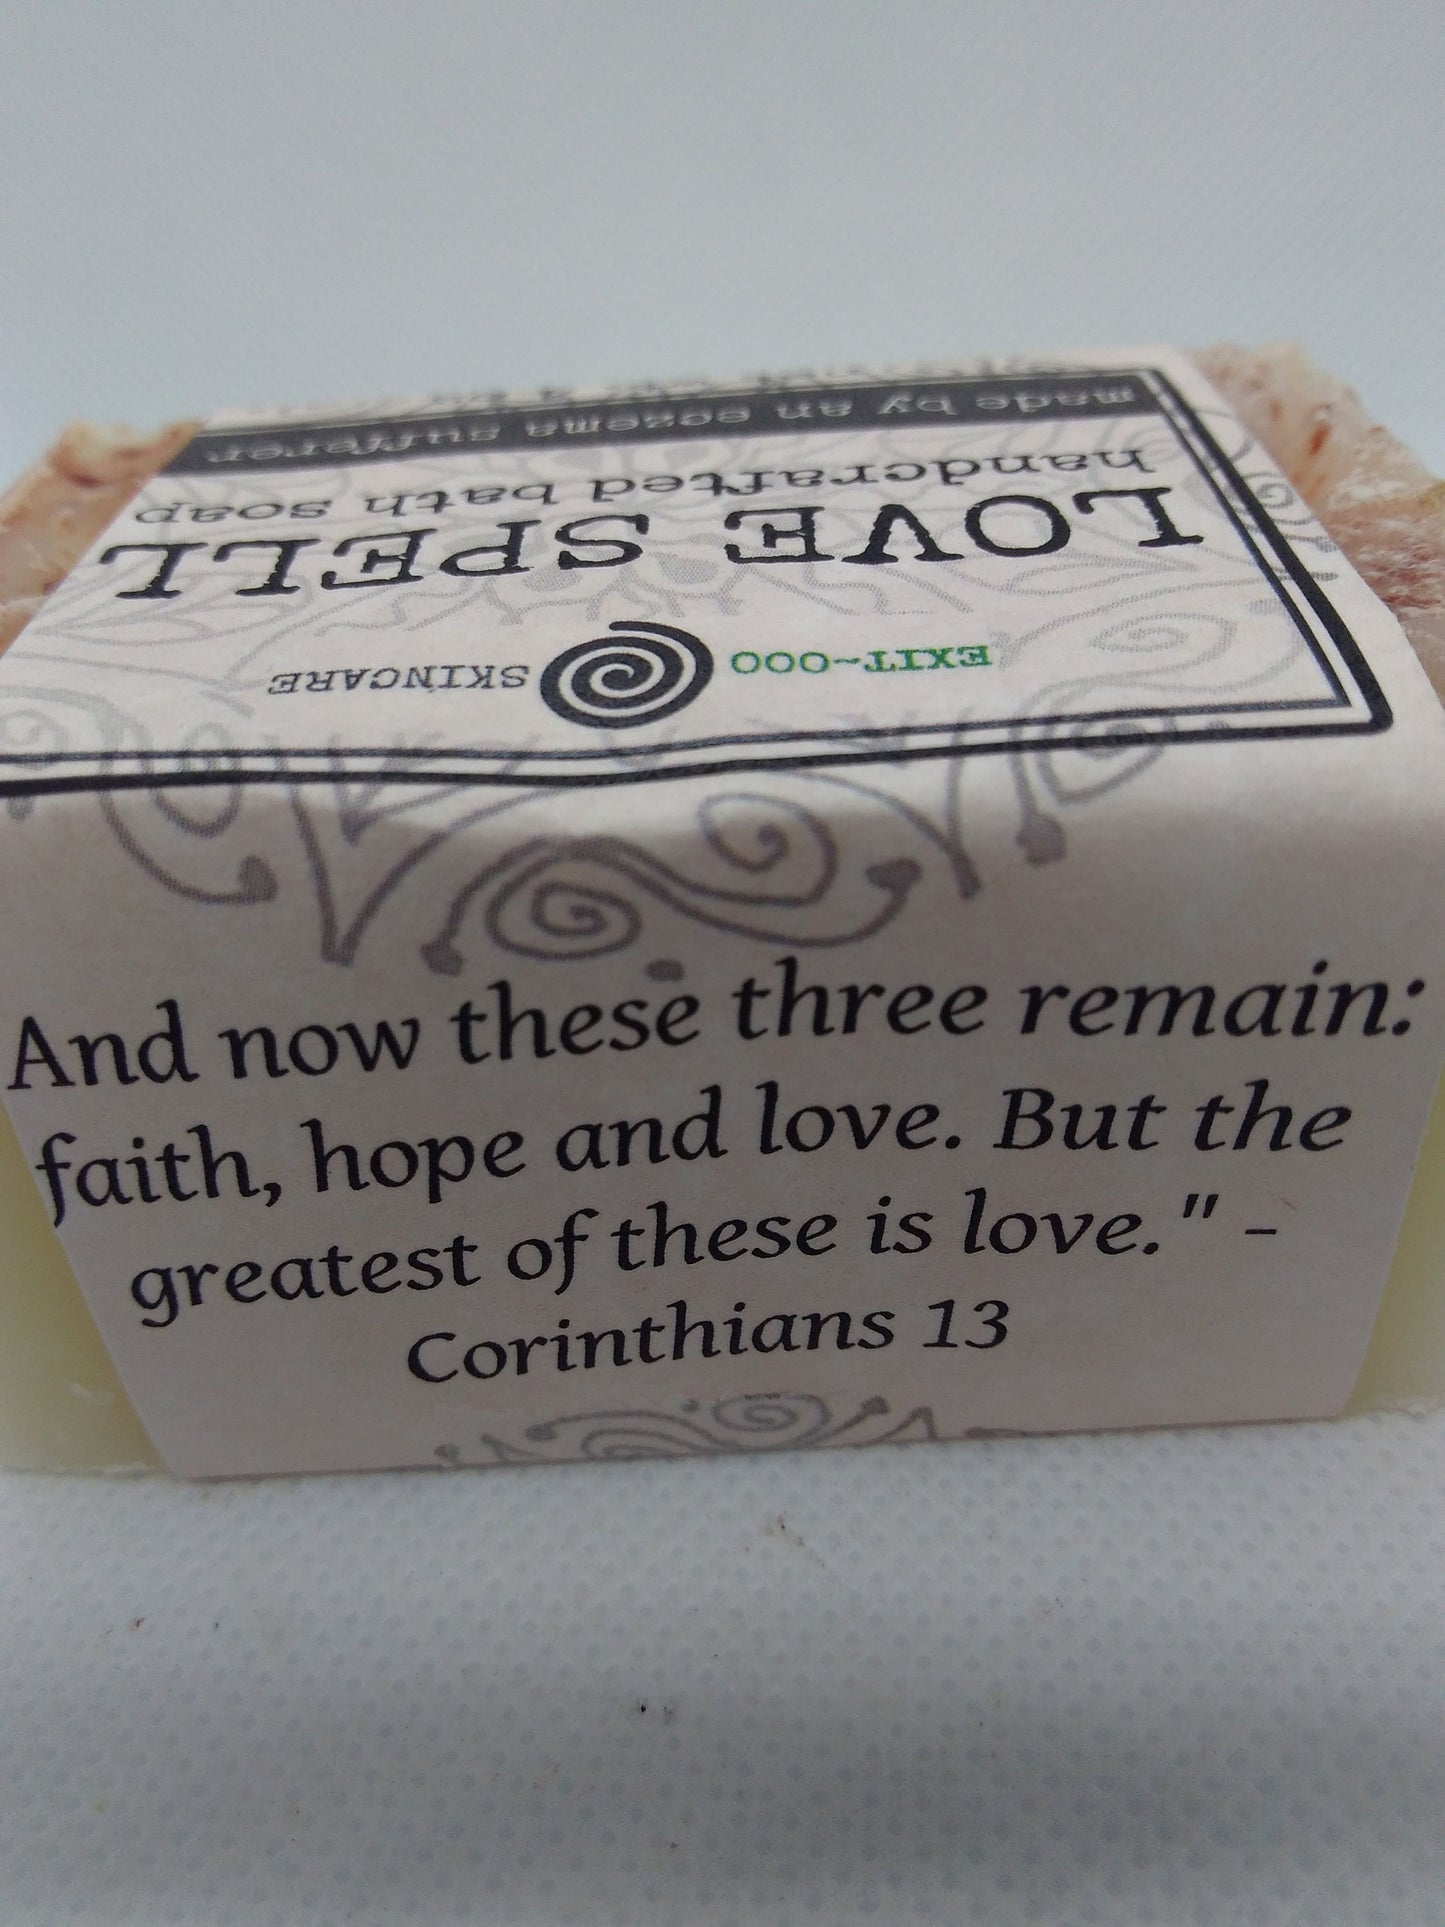 made by an eczema sufferer
handcrafted bath soap
LOVE SPELL
EXIT~OOO SKINCARE
And now these three remain:
faith, hope and love. But the
greatest of these is love." -
Corinthians 13